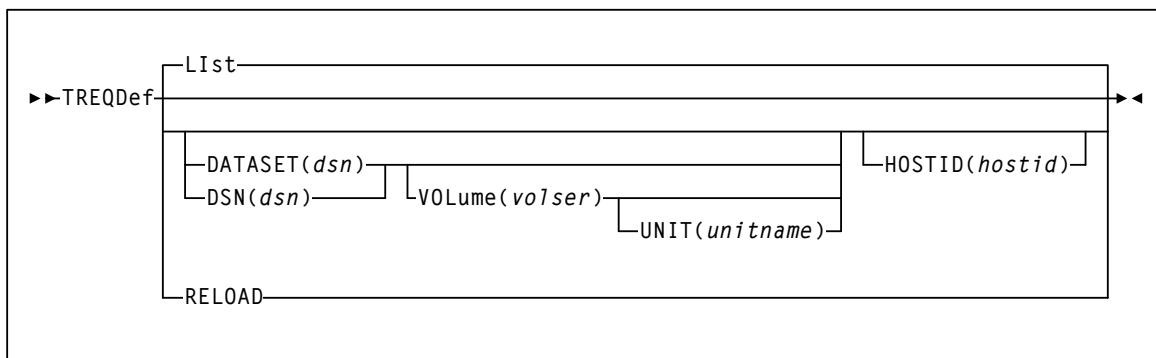 LIst
TREQDef
DATASET(dsn)
HOSTID(hostid)
DSN(dsn)
VOLume(volser)
UNIT(unitname)
RELOAD